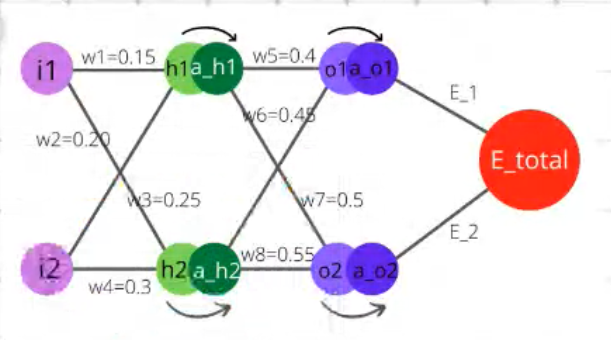 i1
w1=0.15
h1
a_h1
w5=0.4
o1
a_o1
E_1
w2=0.20
w6=0.45
E_total
w3=0.25
w7=0.5
E_2
i2
w4=0.3
h2
a_h2
w8=0.55
o2
a_o2